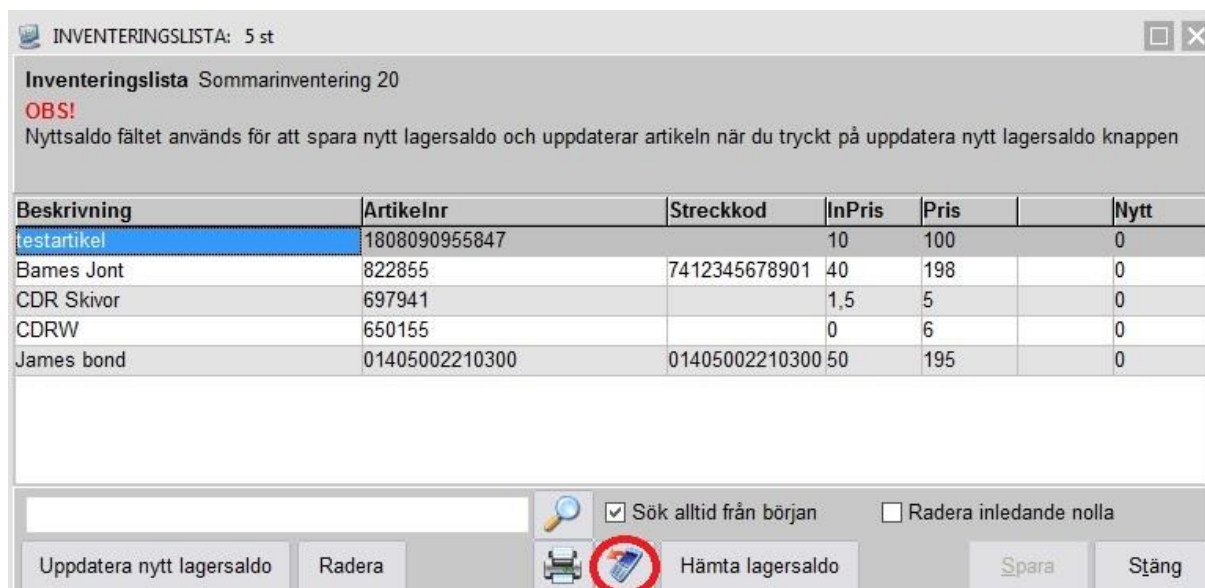 INVENTERINGSLISTA: 5 st
Inventeringslista Sommarinventering 20
OBS!
Nyttsaldo fältet används för att spara nytt lagersaldo och uppdaterar artikeln när du tryckt på uppdatera nytt lagersaldo knappen
Beskrivning Artikelnr Streckkod InPris Pris Nytt
testartikel 1808090955847 10 100 0
Bames Jont 822855 7412345678901 40 198 0
CDR Skivor 697941 1,5 5 0
CDRW 650155 0 6 0
James bond 01405002210300 01405002210300 50 195 0
Sök alltid från början Radera inledande nolla
Uppdatera nytt lagersaldo Radera Hämta lagersaldo Spara Stäng